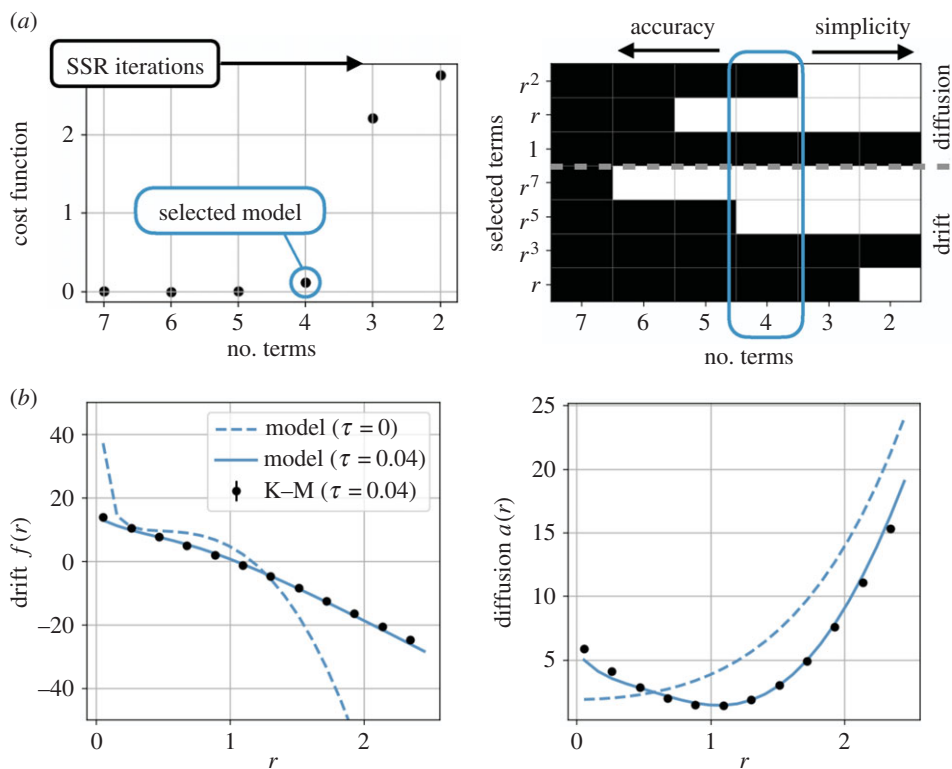 (a)
SSR iterations
cost function
2
1
0
selected model
7 6 5 4 3 2
no. terms
accuracy simplicity
selected terms
r²
r
1
r⁷
r⁵
r³
r
diffusion
drift
7 6 5 4 3 2
no. terms
(b)
drift f(r)
40
20
0
−20
−40
model (τ = 0)
model (τ = 0.04)
K–M (τ = 0.04)
0 1 2
r
diffusion a(r
25
20
15
10
5
0 1 2
r